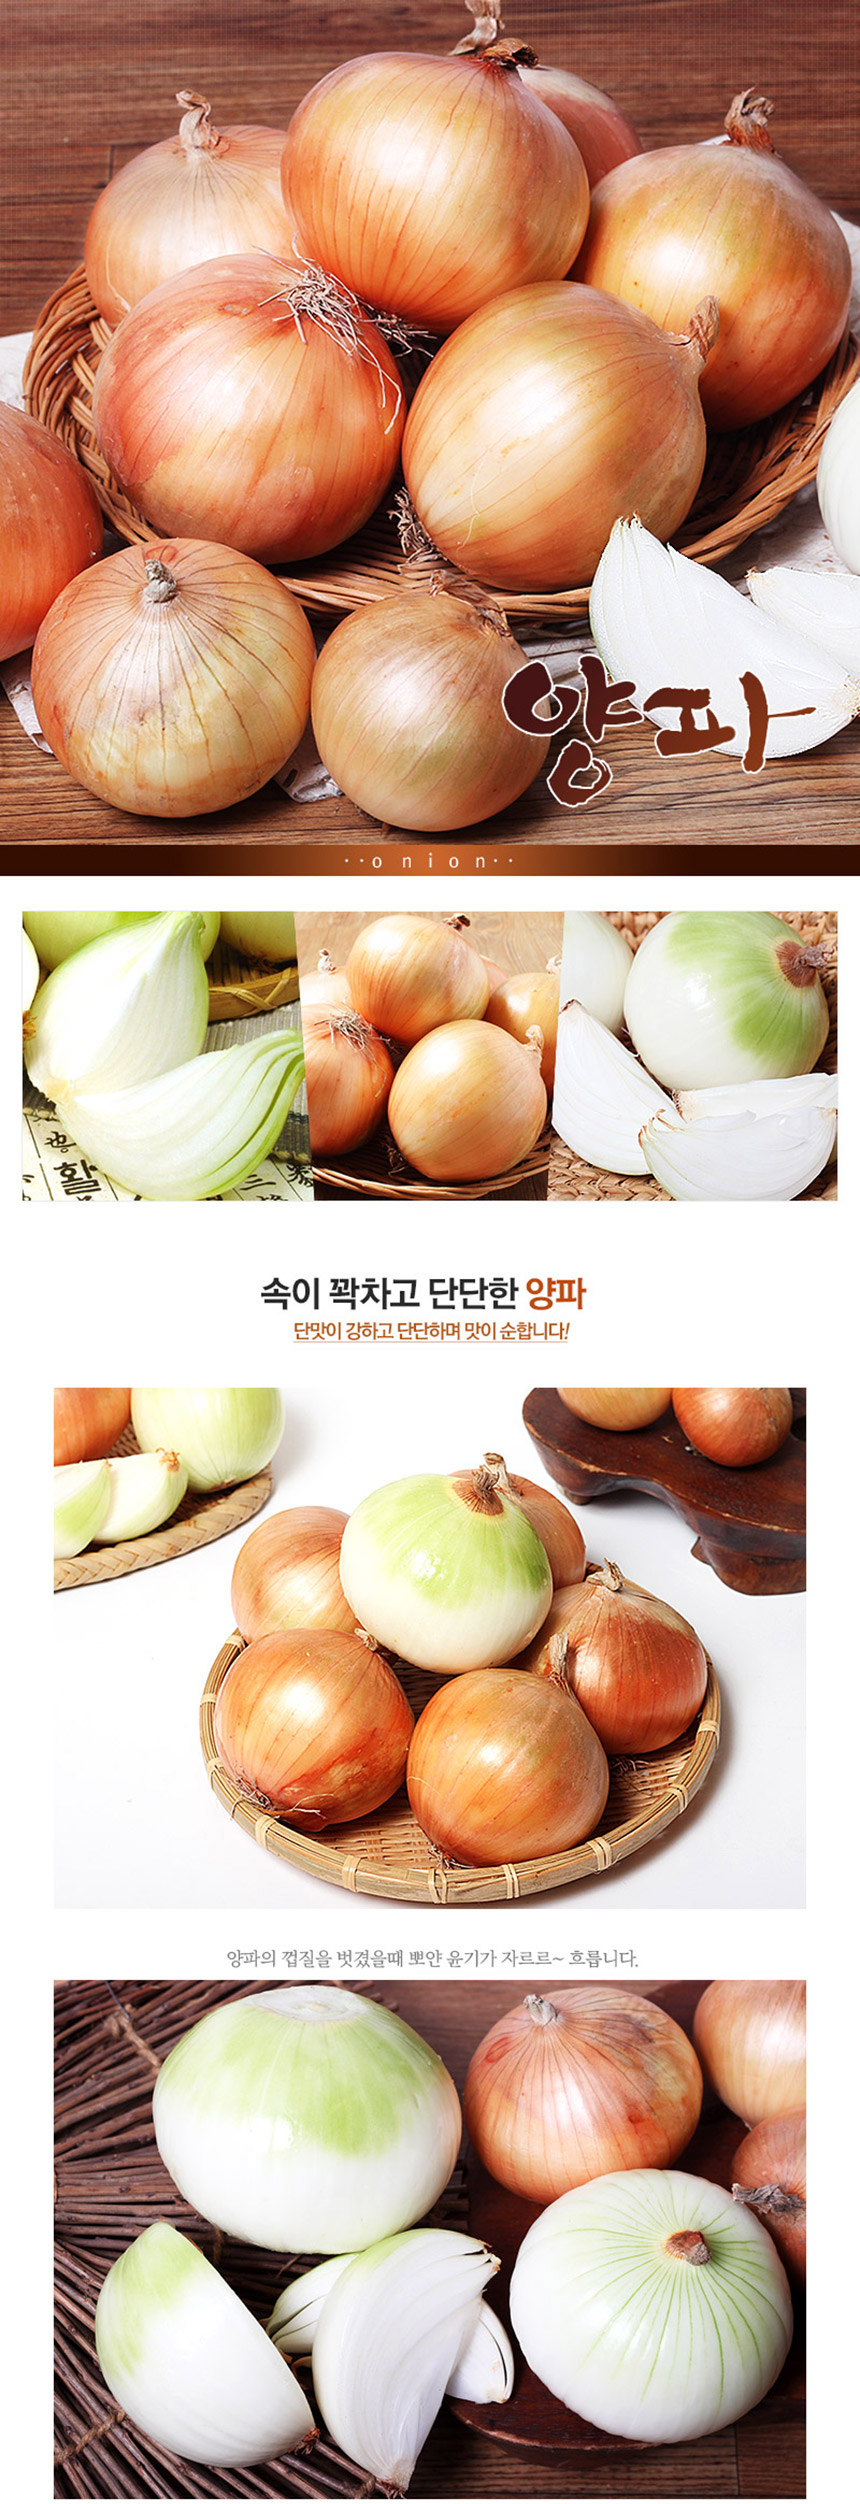 양파
··onion··
활
속이 꽉차고 단단한 양파
단맛이 강하고 단단하며 맛이 순합니다!
양파의 껍질을 벗겼을때 뽀얀 윤기가 자르르~ 흐릅니다.